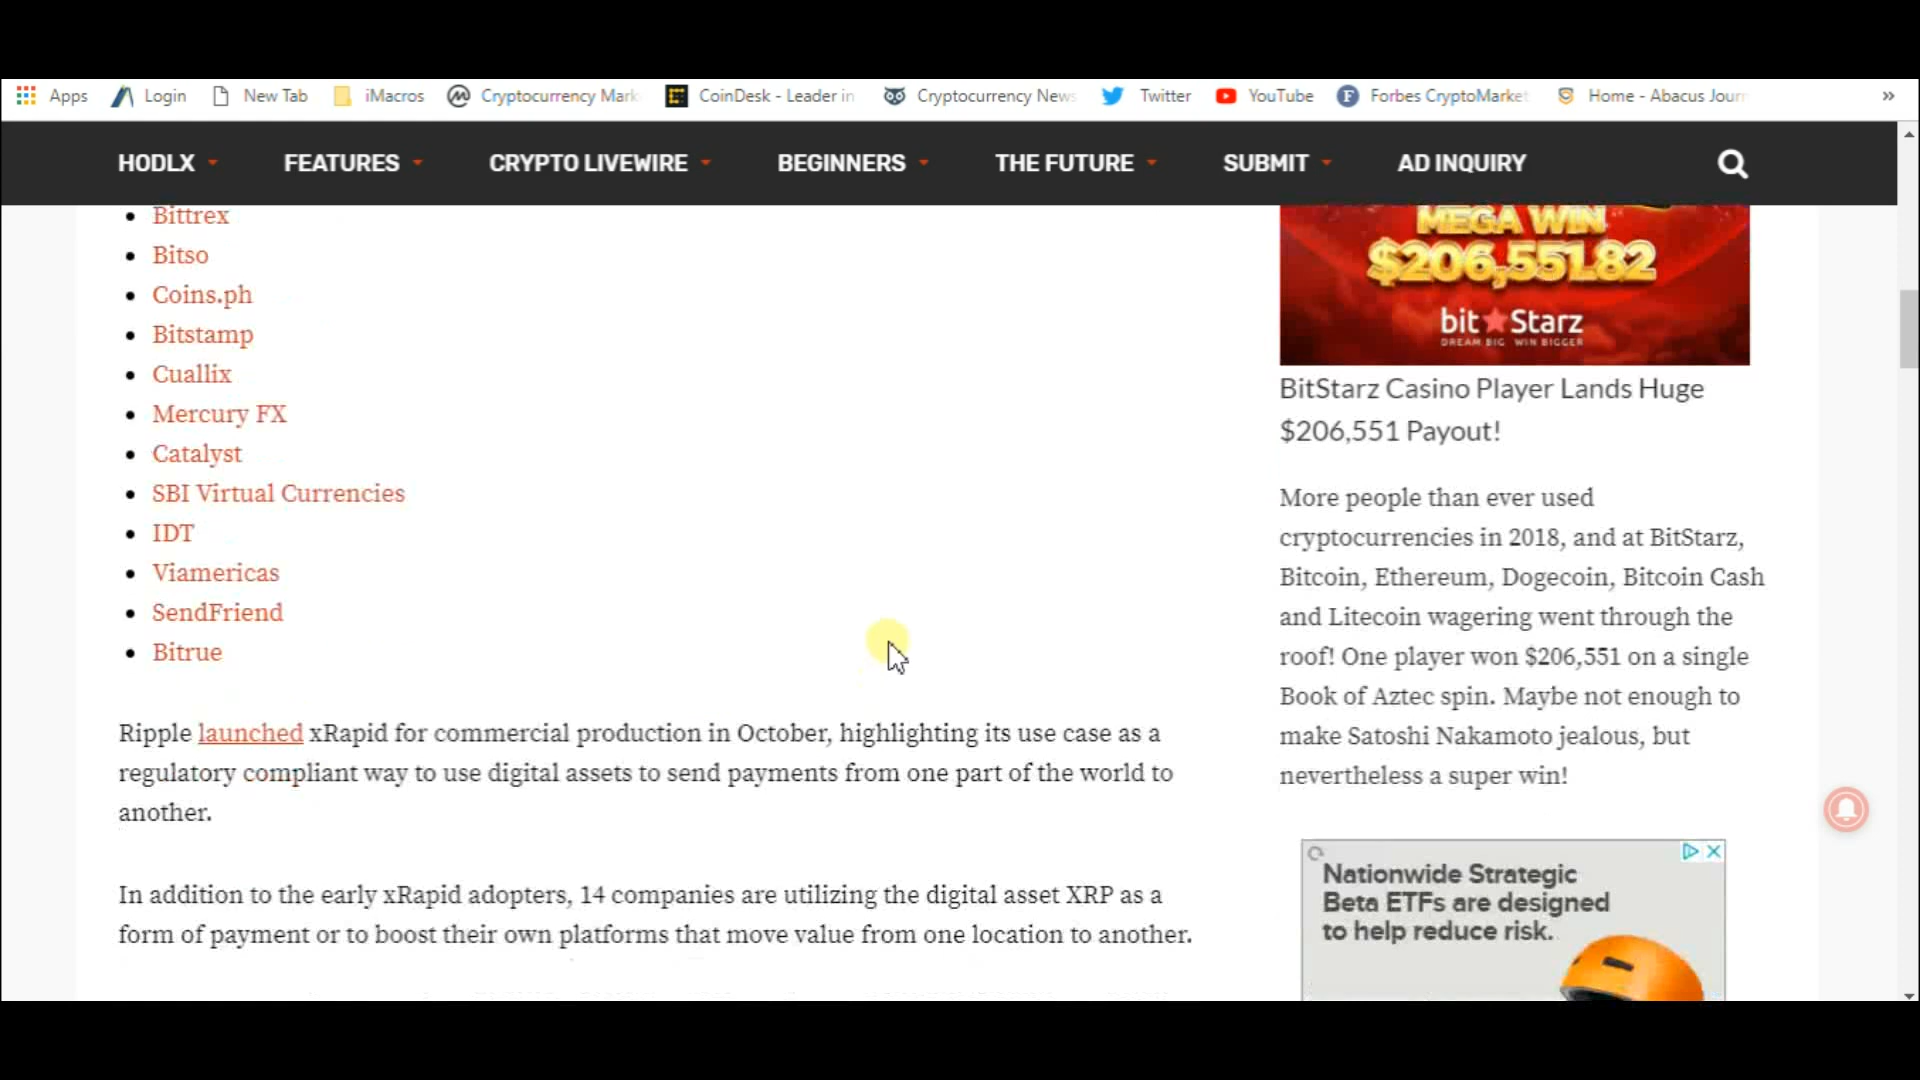 Apps Login New Tab iMacros Cryptocurrency Mark CoinDesk - Leader in Cryptocurrency News Twitter YouTube Forbes CryptoMarket Home - Abacus Journ »
HODLX FEATURES CRYPTO LIVEWIRE BEGINNERS THE FUTURE SUBMIT AD INQUIRY
Bittrex
Bitso
Coins.ph
Bitstamp
Cuallix
Mercury FX
Catalyst
SBI Virtual Currencies
IDT
Viamericas
SendFriend
Bitrue
Ripple launched xRapid for commercial production in October, highlighting its use case as a
regulatory compliant way to use digital assets to send payments from one part of the world to
another.
In addition to the early xRapid adopters, 14 companies are utilizing the digital asset XRP as a
form of payment or to boost their own platforms that move value from one location to another.
MEGA WIN
$206,551.82
bit Starz
DREAM BIG WIN BIGGER
BitStarz Casino Player Lands Huge
$206,551 Payout!
More people than ever used
cryptocurrencies in 2018, and at BitStarz,
Bitcoin, Ethereum, Dogecoin, Bitcoin Cash
and Litecoin wagering went through the
roof! One player won $206,551 on a single
Book of Aztec spin. Maybe not enough to
make Satoshi Nakamoto jealous, but
nevertheless a super win!
Nationwide Strategic
Beta ETFs are designed
to help reduce risk.